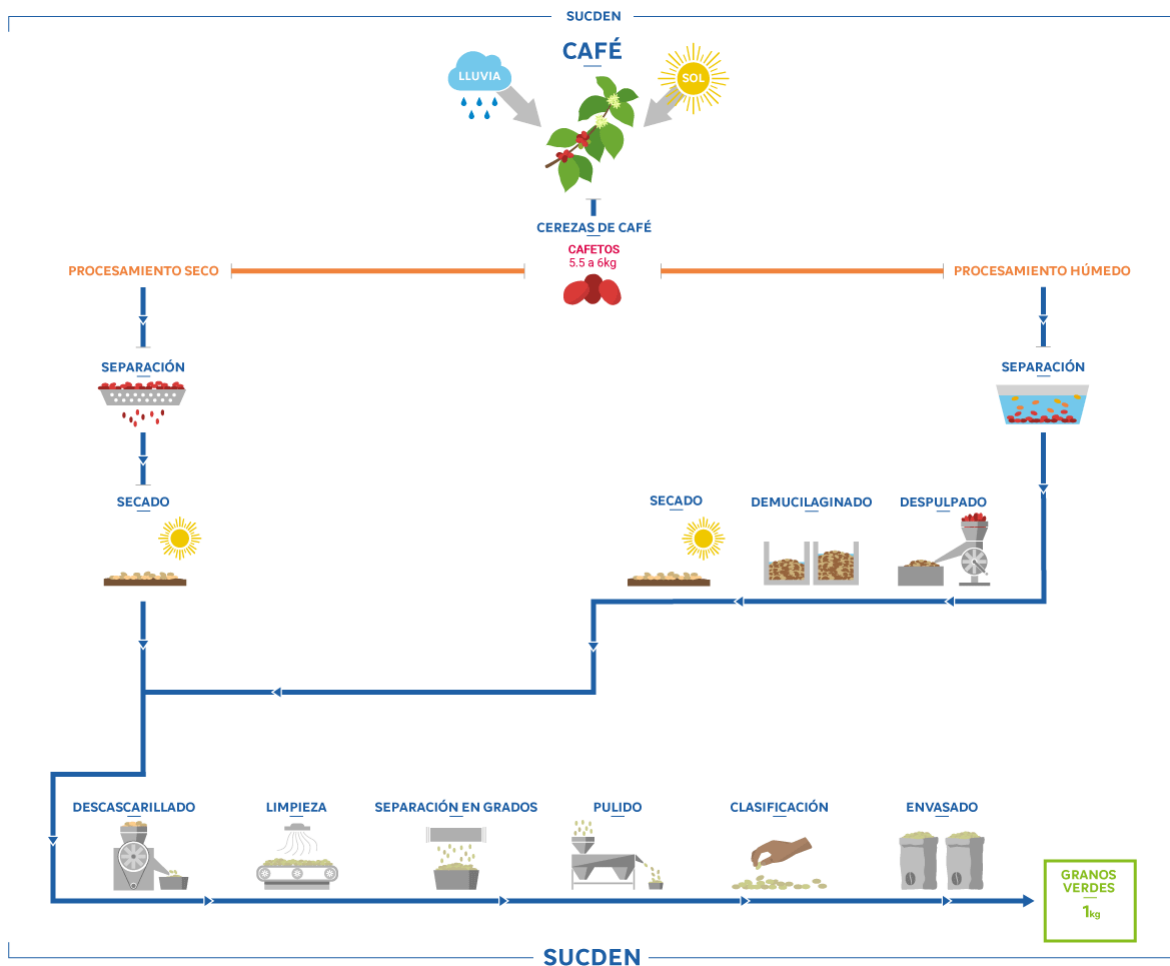 SUCDEN
CAFÉ
LLUVIA
SOL
CEREZAS DE CAFÉ
CAFETOS
5.5 a 6kg
PROCESAMIENTO SECO
PROCESAMIENTO HÚMEDO
SEPARACIÓN
SEPARACIÓN
SECADO
SECADO
DEMUCILAGINADO
DESPULPADO
DESCASCARILLADO
LIMPIEZA
SEPARACIÓN EN GRADOS
PULIDO
CLASIFICACIÓN
ENVASADO
GRANOS
VERDES
1kg
SUCDEN